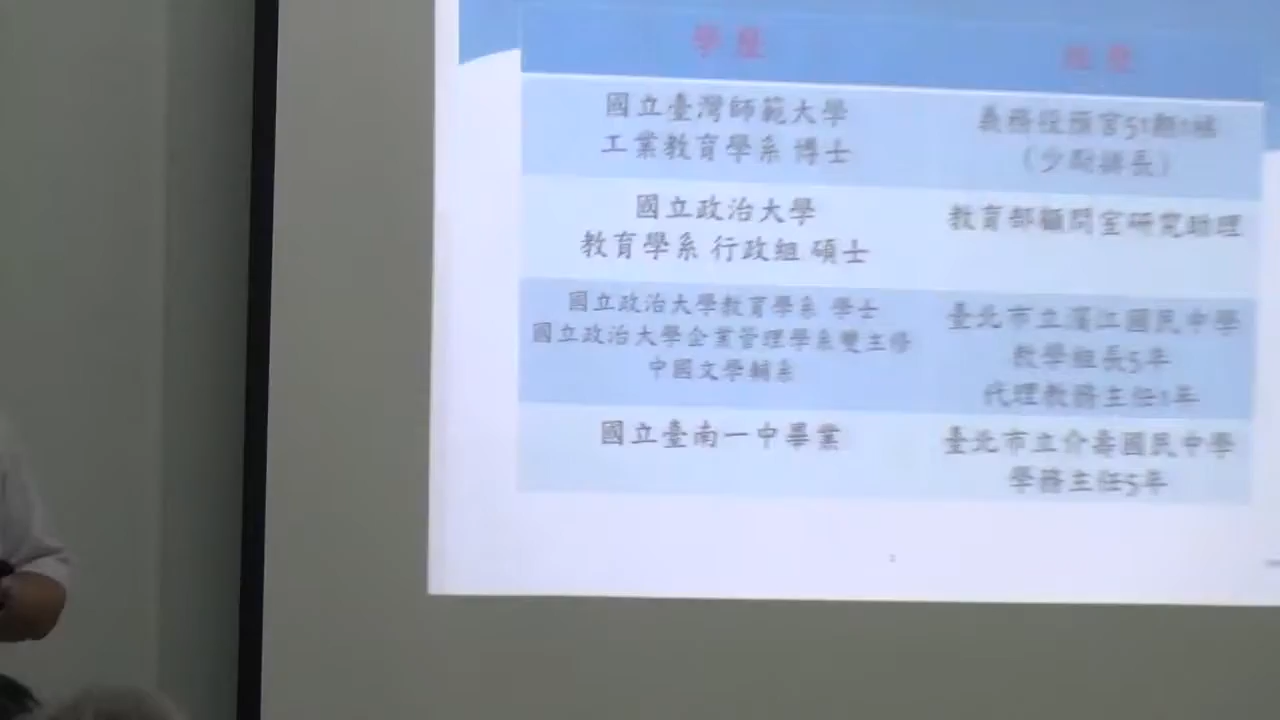 學歷
經歷
國立臺灣師範大學
工業教育學系 博士
義務役預官51期1梯
（少尉排長）
國立政治大學
教育學系 行政組 碩士
教育部顧問室研究助理
國立政治大學教育學系 學士
國立政治大學企業管理學系雙主修
中國文學輔系
臺北市立濱江國民中學
教學組長5年
代理教務主任1年
國立臺南一中畢業
臺北市立介壽國民中學
學務主任5年